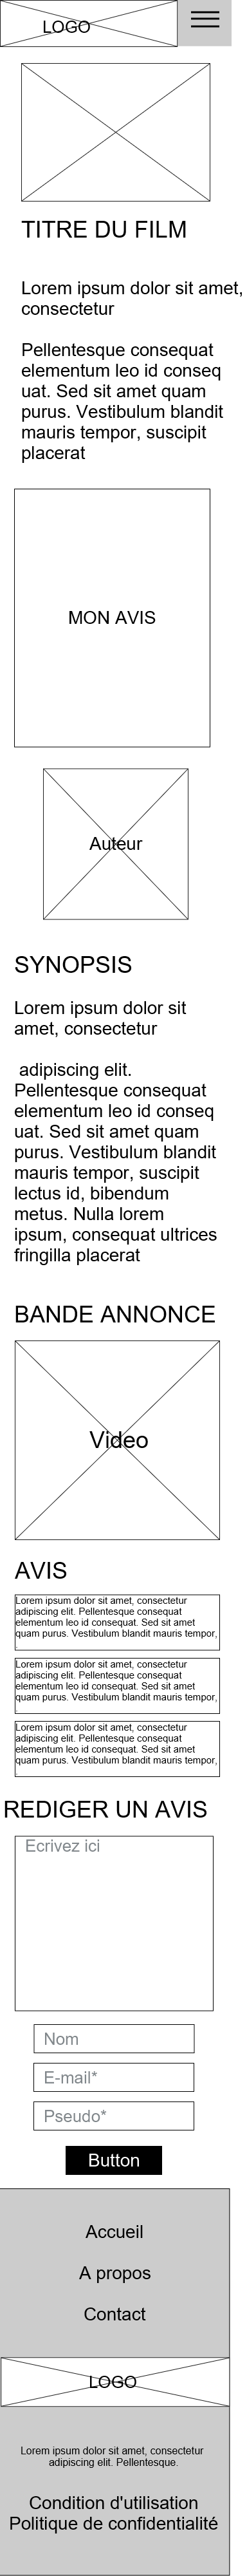 LOGO
TITRE DU FILM
Lorem ipsum dolor sit amet,
consectetur
Pellentesque consequat
elementum leo id conseq
uat. Sed sit amet quam
purus. Vestibulum blandit
mauris tempor, suscipit
placerat
MON AVIS
Auteur
SYNOPSIS
Lorem ipsum dolor sit
amet, consectetur
adipiscing elit.
Pellentesque consequat
elementum leo id conseq
uat. Sed sit amet quam
purus. Vestibulum blandit
mauris tempor, suscipit
lectus id, bibendum
metus. Nulla lorem
ipsum, consequat ultrices
fringilla placerat
BANDE ANNONCE
Video
AVIS
Lorem ipsum dolor sit amet, consectetur
adipiscing elit. Pellentesque consequat
elementum leo id consequat. Sed sit amet
quam purus. Vestibulum blandit mauris tempor,
Lorem ipsum dolor sit amet, consectetur
adipiscing elit. Pellentesque consequat
elementum leo id consequat. Sed sit amet
quam purus. Vestibulum blandit mauris tempor,
Lorem ipsum dolor sit amet, consectetur
adipiscing elit. Pellentesque consequat
elementum leo id consequat. Sed sit amet
quam purus. Vestibulum blandit mauris tempor,
REDIGER UN AVIS
Ecrivez ici
Nom
E-mail*
Pseudo*
Button
Accueil
A propos
Contact
LOGO
Lorem ipsum dolor sit amet, consectetur
adipiscing elit. Pellentesque.
Condition d'utilisation
Politique de confidentialité